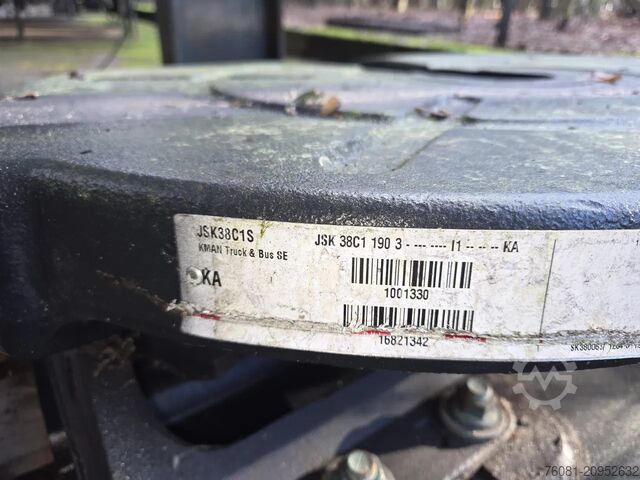 JSK38C1S
KMAN Truck & Bus SE
KA
JSK 38C1 190 3 - --- ---- I1 -- -- -- KA
1001330
16821342
76081-20952632